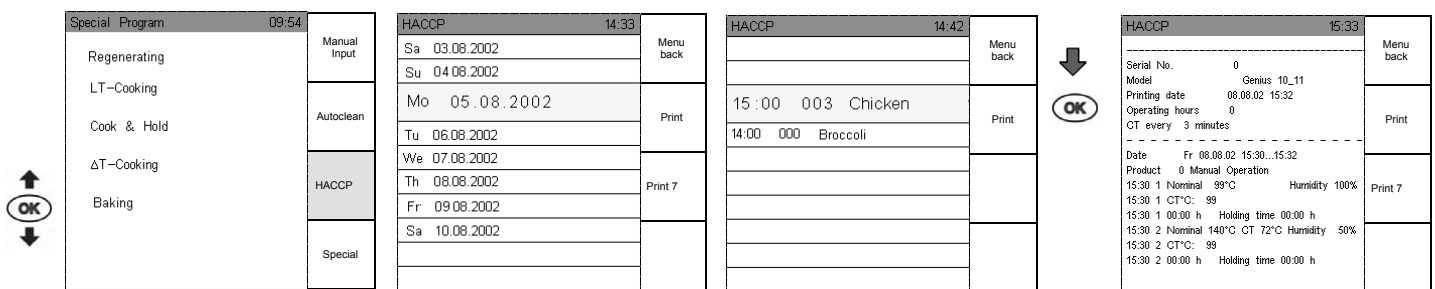 OK
Special Program 09:54
Regenerating
LT-Cooking
Cook & Hold
ΔT-Cooking
Baking
Manual
Input
Autoclean
HACCP
Special
HACCP 14:33
Sa 03.08.2002
Su 04 08.2002
Mo 05.08.2002
Tu 06.08.2002
We 07.08.2002
Th 08.08.2002
Fr 09 08.2002
Sa 10.08.2002
Menu
back
Print
Print 7
HACCP 14:42
15:00 003 Chicken
14:00 000 Broccoli
Menu
back
Print
OK
HACCP 15:33
Serial No. 0
Model Genius 10_11
Printing date 08.08.02 15:32
Operating hours 0
CT every 3 minutes
Date Fr 08.08.02 15:30...15:32
Product 0 Manual Operation
15:30 1 Nominal 99°C Humidity 100%
15:30 1 CT°C: 99
15:30 1 00:00 h Holding time 00:00 h
15:30 2 Nominal 140°C CT 72°C Humidity 50%
15:30 2 CT°C: 99
15:30 2 00:00 h Holding time 00:00 h
Menu
back
Print
Print 7